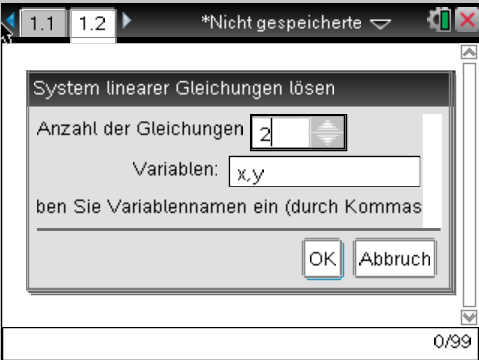 1.1 1.2 *Nicht gespeicherte
System linearer Gleichungen lösen
Anzahl der Gleichungen 2
Variablen: x,y
ben Sie Variablennamen ein (durch Kommas
OK Abbruch
0/99